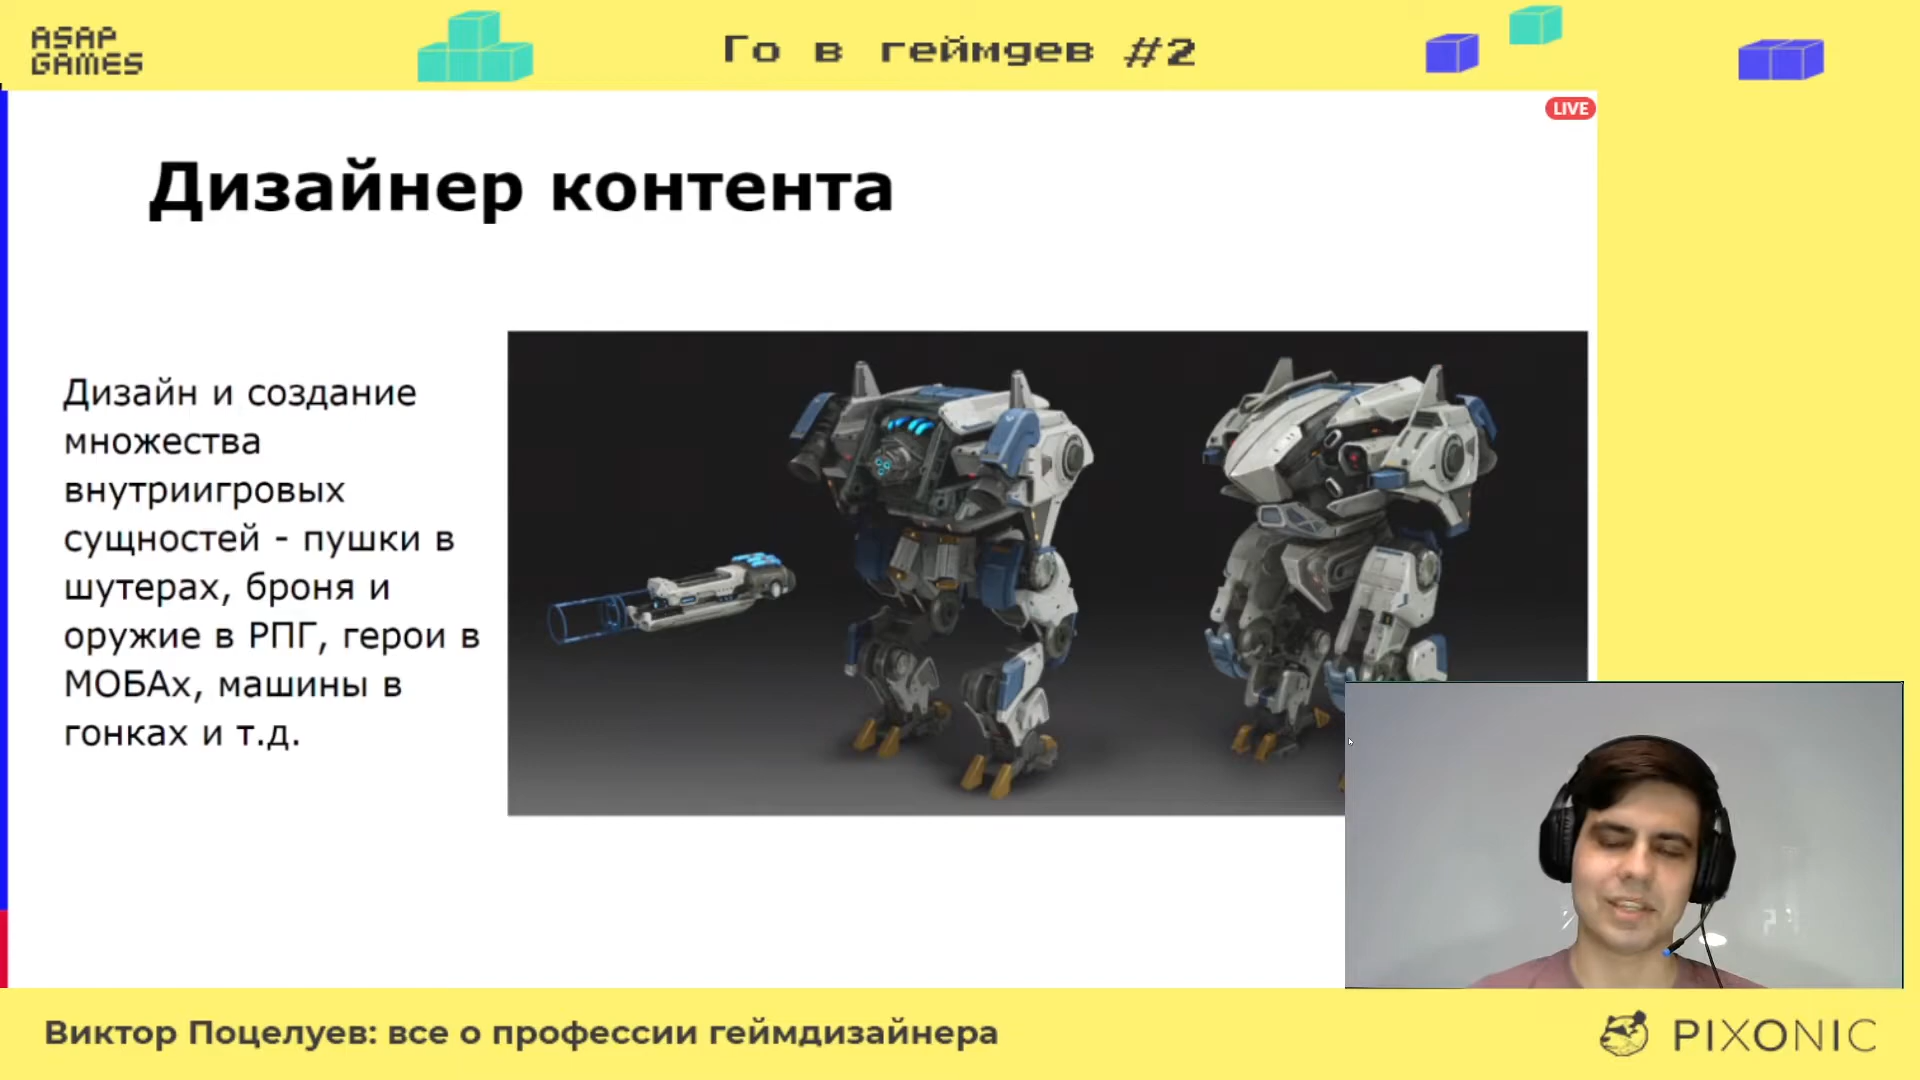 ASAP
GAMES
Го в геймдев #2
LIVE
Дизайнер контента
Дизайн и создание
множества
внутриигровых
сущностей - пушки в
шутерах, броня и
оружие в РПГ, герои в
МОБАх, машины в
гонках и т.д.
Виктор Поцелуев: все о профессии геймдизайнера
PIXONIC